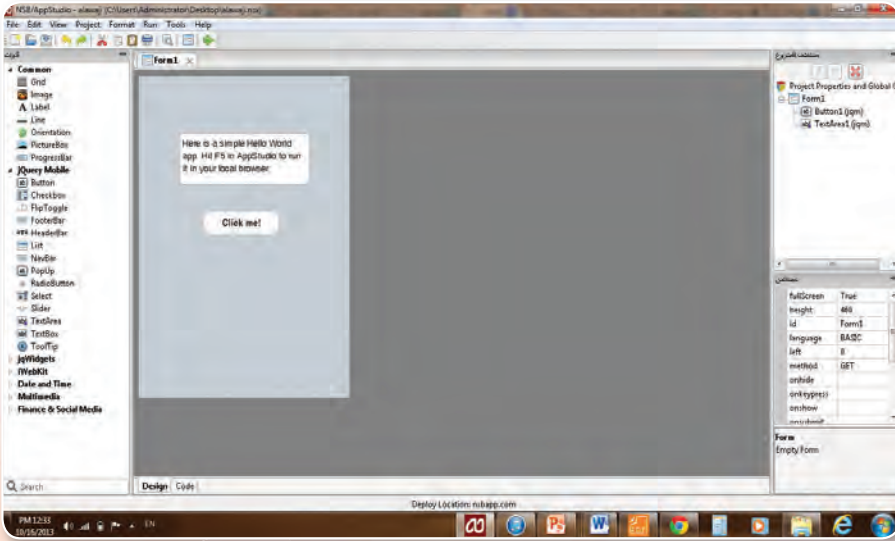 NSB/AppStudio - alawaji (C:\Users\Administrator\Desktop\alawaji.nsx)
File Edit View Project Format Run Tools Help
Form1
Common
Grid
Image
Label
Line
Orientation
PictureBox
ProgressBar
jQuery Mobile
Button
Checkbox
FlipToggle
FooterBar
HeaderBar
List
NavBar
PopUp
RadioButton
Select
Slider
TextArea
TextBox
ToolTip
jqWidgets
iWebKit
Date and Time
Multimedia
Finance & Social Media
Search
Here is a simple Hello World
app. Hit F5 in AppStudio to run
it in your local browser.
Click me!
Design Code
Project Properties and Global
Form1
Button1 (jqm)
TextArea1 (jqm)
fullScreen True
height 460
id Form1
language BASIC
left 0
method GET
onhide
onkeypress
onshow
onsubmit
Form
Empty Form
Deploy Location: nsbapp.com
PM 12:33
10/16/2013
EN